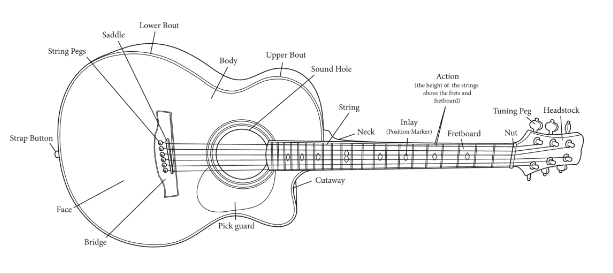 Lower Bout
Saddle
String Pegs
Body
Upper Bout
Sound Hole
Action
(the height of the strings
above the frets and
fretboard)
String
Inlay
(Position Marker)
Tuning Peg
Headstock
Neck
Fretboard
Nut
Strap Button
Cutaway
Face
Pick guard
Bridge